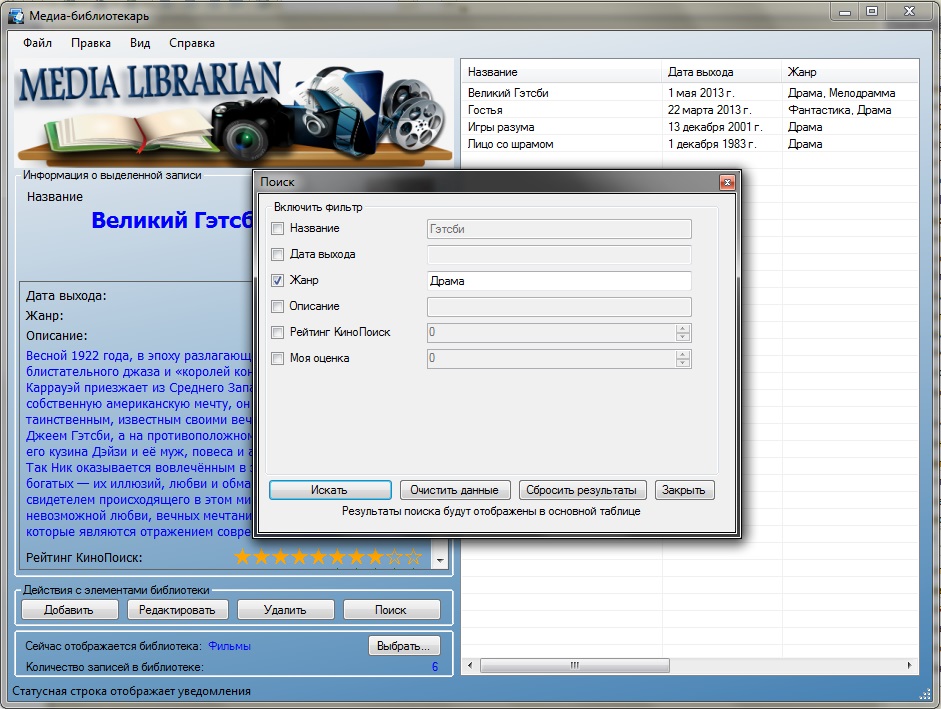 Медиа-библиотекарь
Файл Правка Вид Справка
MEDIA LIBRARIAN
Информация о выделенной записи
Название
Великий Гэтсб
Дата выхода:
Жанр:
Описание:
Весной 1922 года, в эпоху разлагающ
блистательного джаза и «королей кон
Каррауэй приезжает из Среднего Запа
собственную американскую мечту, он
таинственным, известным своими веч
Джеем Гэтсби, а на противоположном
его кузина Дэйзи и её муж, повеса и а
Так Ник оказывается вовлечённым в з
богатых — их иллюзий, любви и обма
свидетелем происходящего в этом ми
невозможной любви, вечных мечтани
которые являются отражением совре
Рейтинг КиноПоиск:
Действия с элементами библиотеки
Добавить Редактировать Удалить Поиск
Сейчас отображается библиотека: Фильмы Выбрать...
Количество записей в библиотеке: 6
Статусная строка отображает уведомления
Название Дата выхода Жанр
Великий Гэтсби 1 мая 2013 г. Драма, Мелодрамма
Гостья 22 марта 2013 г. Фантастика, Драма
Игры разума 13 декабря 2001 г. Драма
Лицо со шрамом 1 декабря 1983 г. Драма
Поиск
Включить фильтр
Название Гэтсби
Дата выхода
Жанр Драма
Описание
Рейтинг КиноПоиск 0
Моя оценка 0
Искать Очистить данные Сбросить результаты Закрыть
Результаты поиска будут отображены в основной таблице